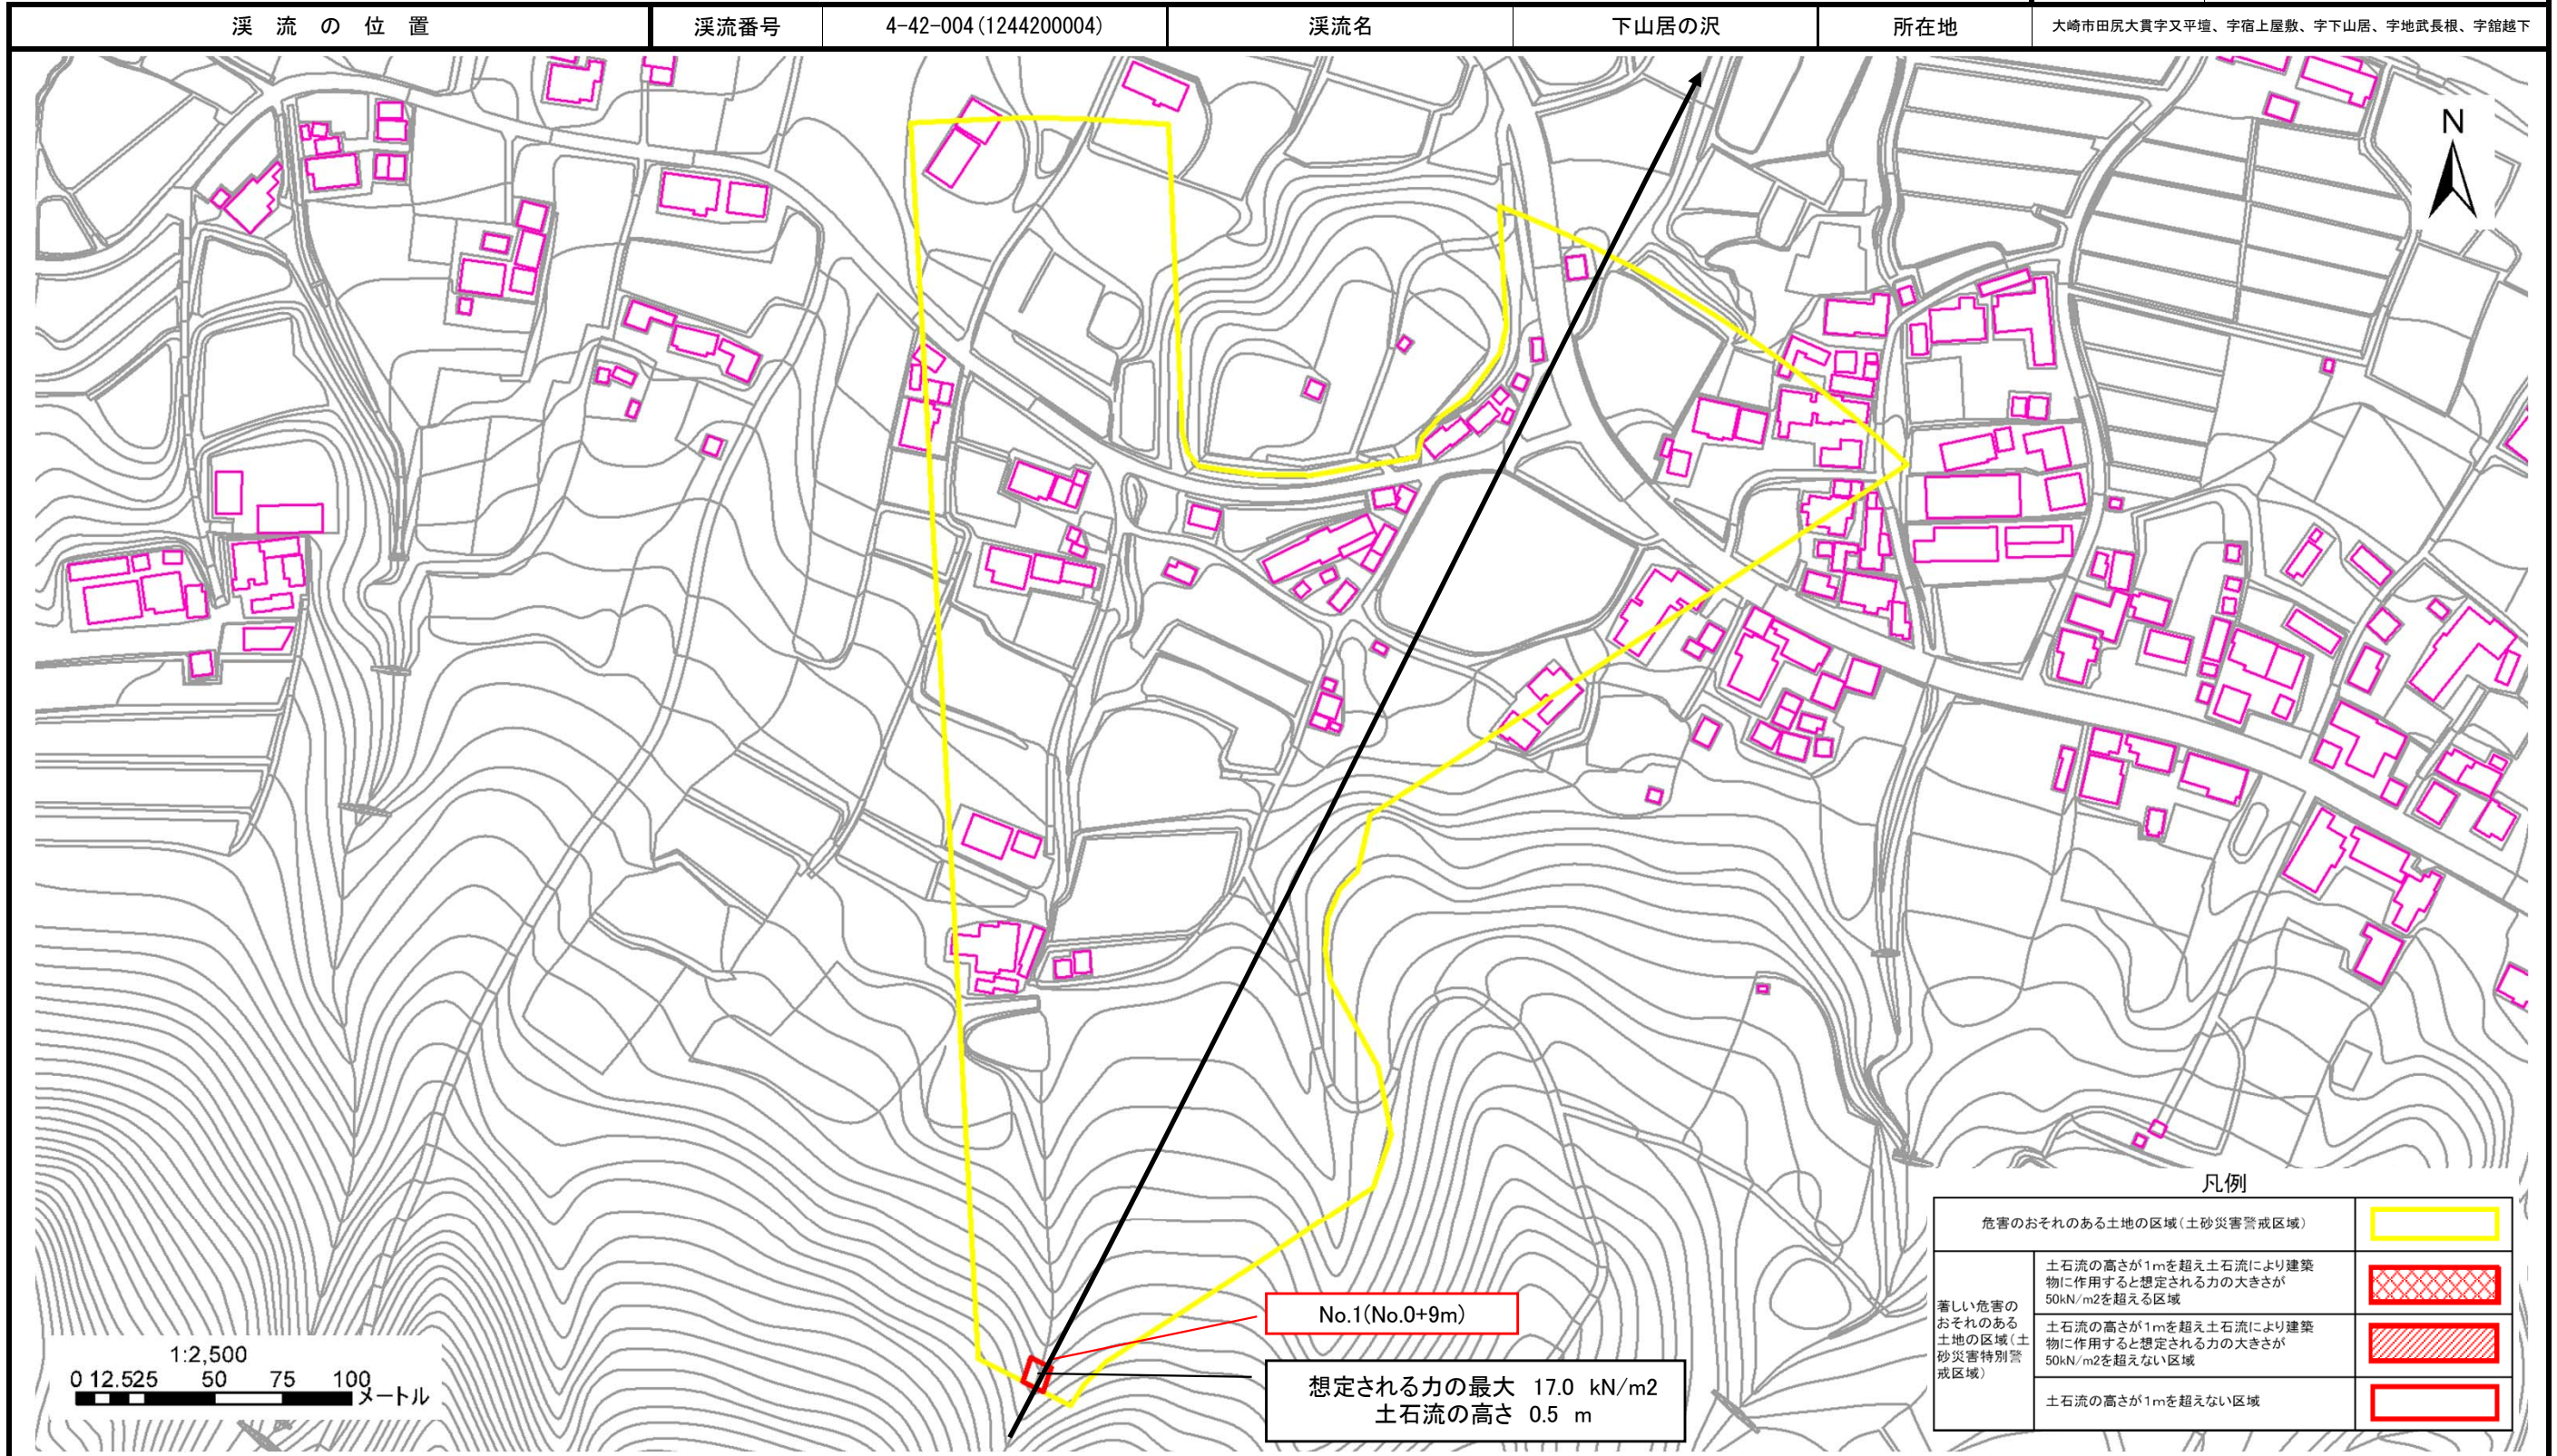 渓流の位置 渓流番号 4-42-004(1244200004) 渓流名 下山居の沢 所在地 大崎市田尻大貫字又平壇、字宿上屋敷、字下山居、字地武長根、字舘越下
N
No.1(No.0+9m)
想定される力の最大 17.0 kN/m2
土石流の高さ 0.5 m
1:2,500
0 12.525 50 75 100
メートル
凡例
危害のおそれのある土地の区域(土砂災害警戒区域)
著しい危害の
おそれのある
土地の区域(土
砂災害特別警
戒区域)
土石流の高さが1mを超え土石流により建築
物に作用すると想定される力の大きさが
50kN/m2を超える区域
土石流の高さが1mを超え土石流により建築
物に作用すると想定される力の大きさが
50kN/m2を超えない区域
土石流の高さが1mを超えない区域